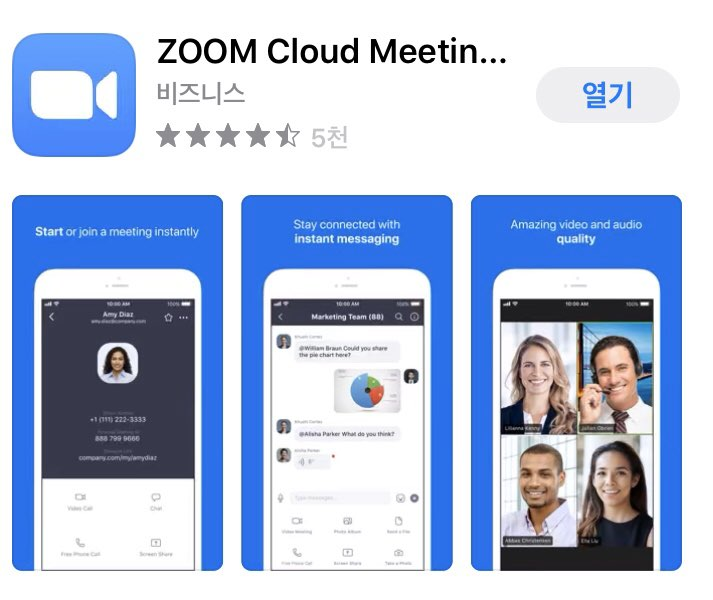 ZOOM Cloud Meetin...
비즈니스
열기
5천
Start or join a meeting instantly
10:00 AM
100%
Amy Diaz
amy.diaz@company.com
+1 (111) 222-3333
888 799 9666
company.com/my/amydiaz
Video Call
Chat
Free Phone Call
Screen Share
Stay connected with
instant messaging
10:00 AM
100%
Marketing Team (88)
@William Braun Could you share
the pie chart here?
@Alisha Parker What do you think?
8"
Type messages...
Video Meeting
Photo Album
Send a File
Free Phone Call
Screen Share
Take a Photo
Amazing video and audio
quality
10:00 AM
100%
Lilianna Kenny
Julian Obrien
Abbas Christensen
Ella Liu